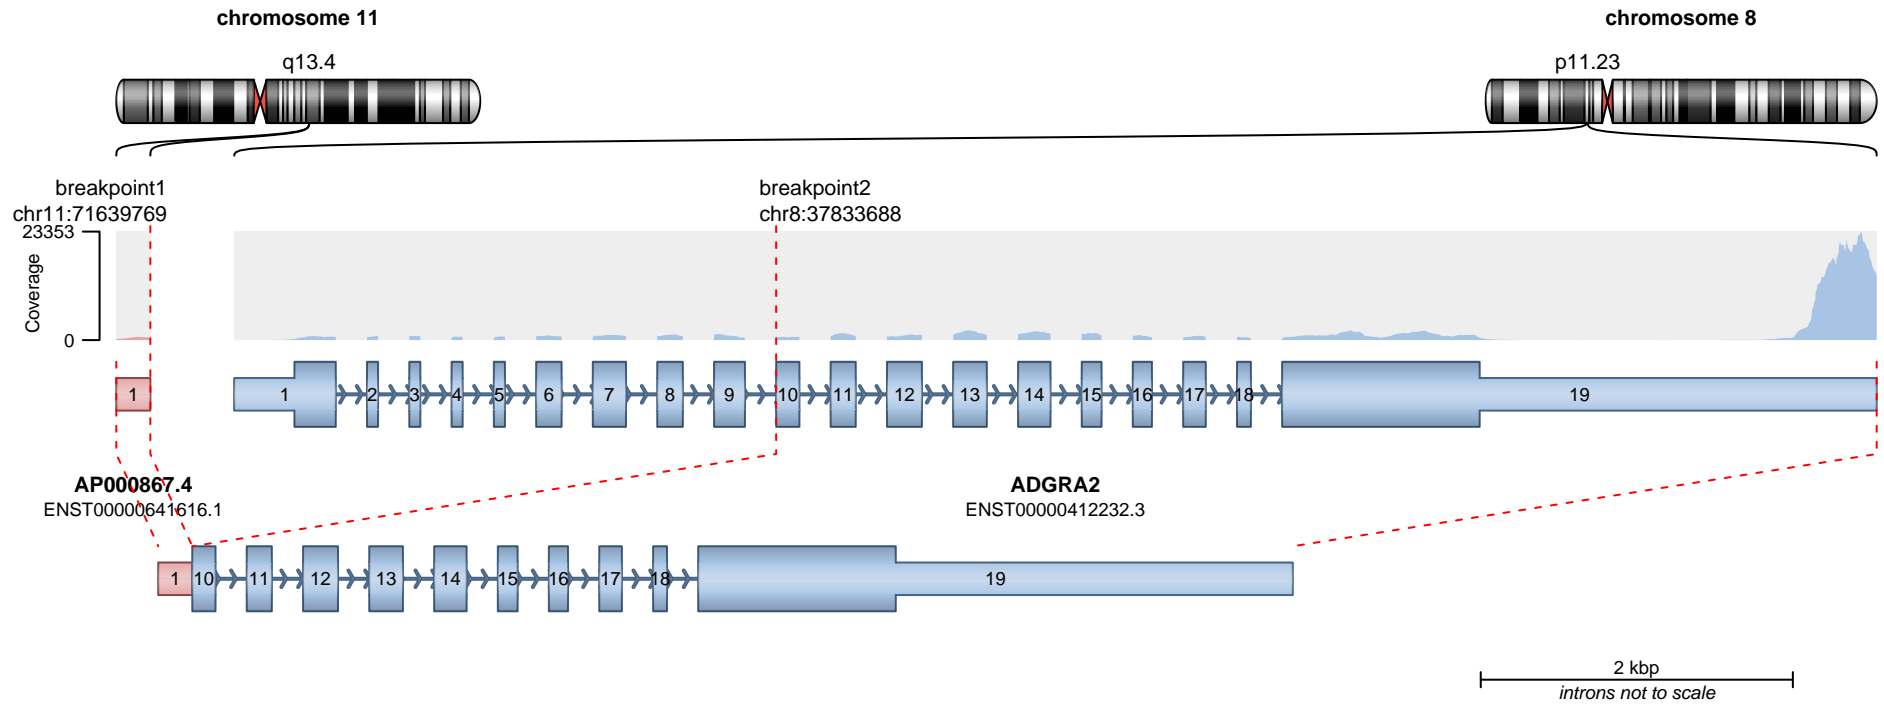 chromosome 11
chromosome 8
q13.4
p11.23
breakpoint1
chr11:71639769
breakpoint2
chr8:37833688
23353
Coverage
0
1
1 2 3 4 5 6 7 8 9 10 11 12 13 14 15 16 17 18 19
AP000867.4
ENST00000641616.1
ADGRA2
ENST00000412232.3
1 10 11 12 13 14 15 16 17 18 19
2 kbp
introns not to scale